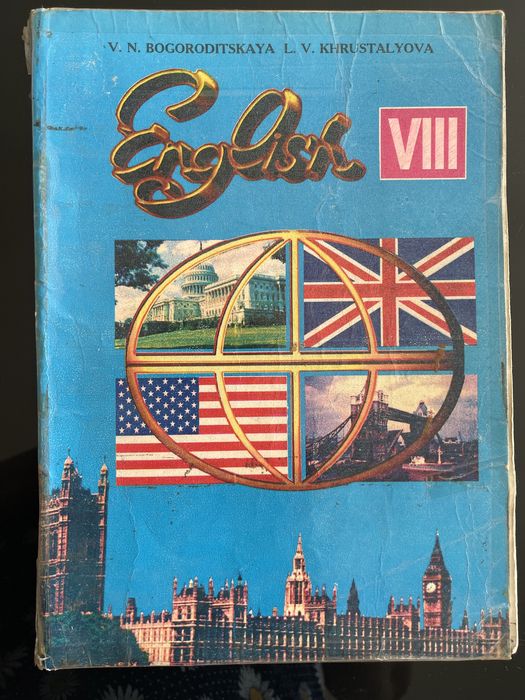 V. N. BOGORODITSKAYA L. V. KHRUSTALYOVA
English
VIII